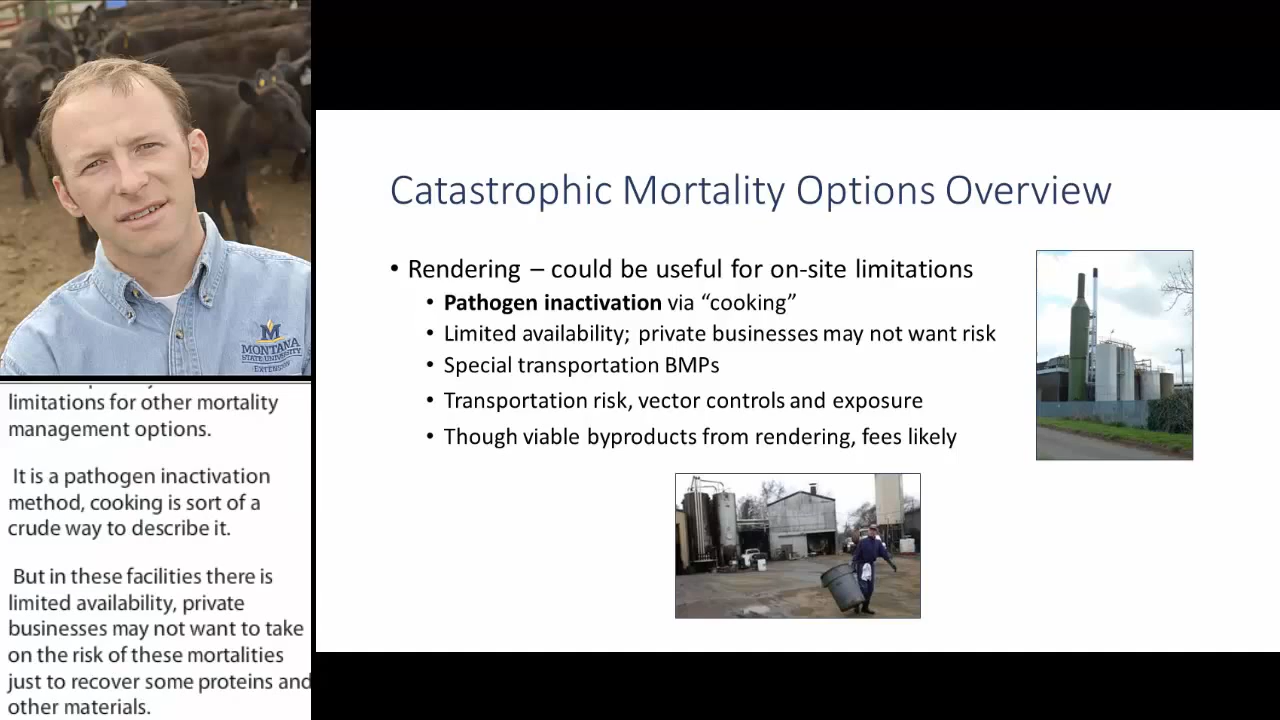 M
MONTANA
STATE UNIVERSITY
EXTENSION
limitations for other mortality
management options.
It is a pathogen inactivation
method, cooking is sort of a
crude way to describe it.
But in these facilities there is
limited availability, private
businesses may not want to take
on the risk of these mortalities
just to recover some proteins and
other materials.
Catastrophic Mortality Options Overview
• Rendering – could be useful for on-site limitations
• Pathogen inactivation via “cooking”
• Limited availability; private businesses may not want risk
• Special transportation BMPs
• Transportation risk, vector controls and exposure
• Though viable byproducts from rendering, fees likely